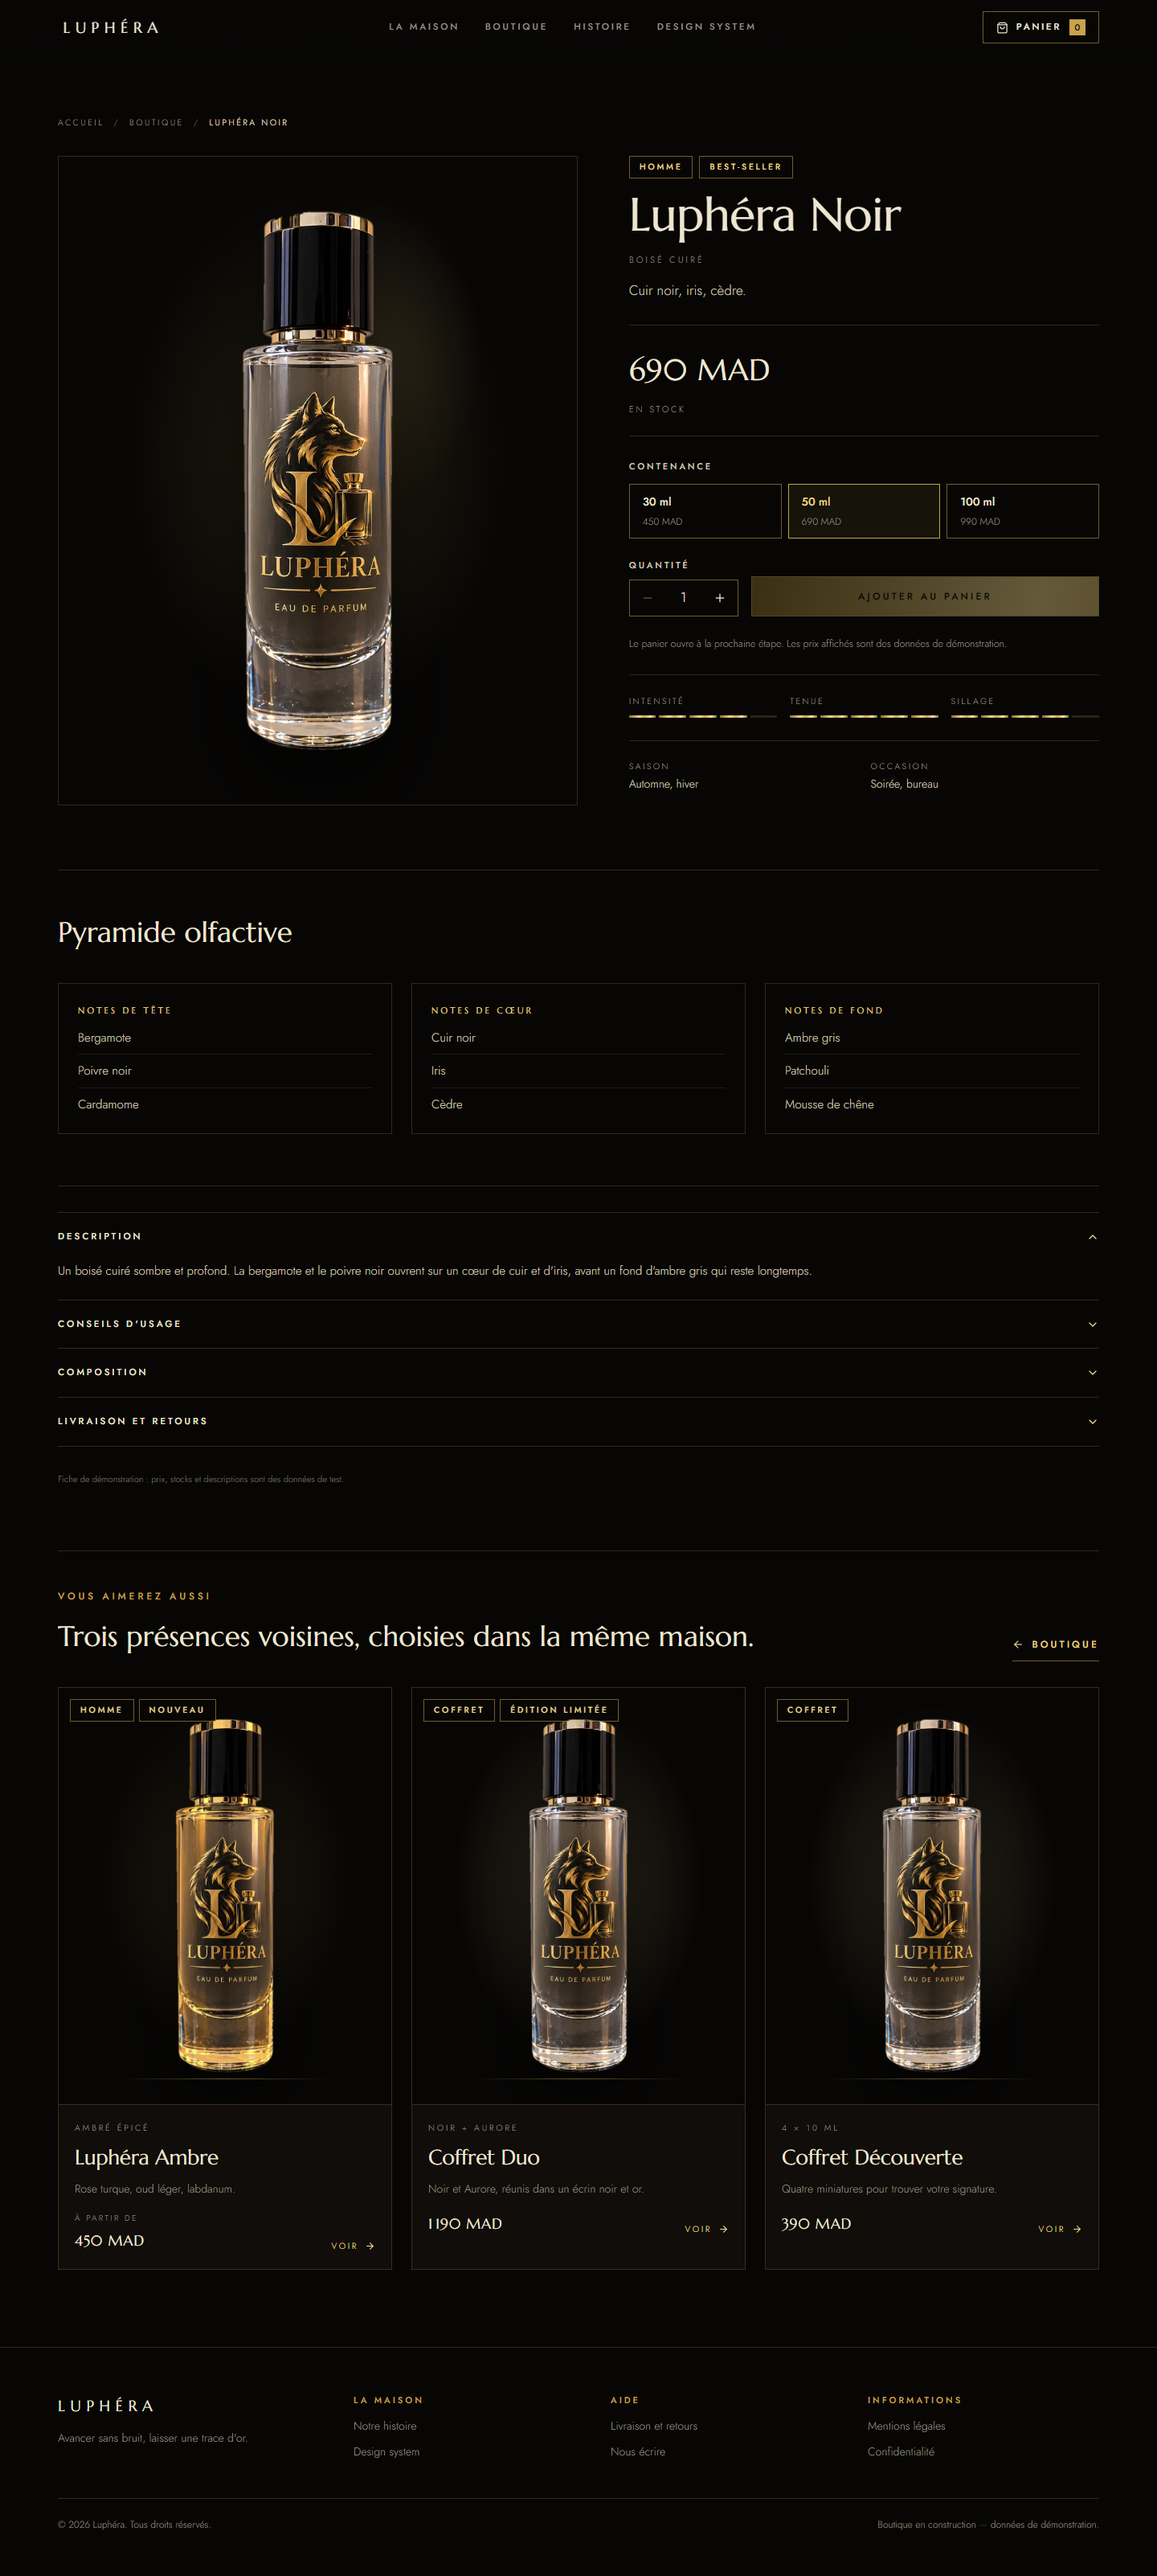 LUPHÉRA
LA MAISON BOUTIQUE HISTOIRE DESIGN SYSTEM
PANIER 0
ACCUEIL / BOUTIQUE / LUPHÉRA NOIR
LUPHÉRA
EAU DE PARFUM
HOMME BEST-SELLER
Luphéra Noir
BOISÉ CUIRÉ
Cuir noir, iris, cèdre.
690 MAD
EN STOCK
CONTENANCE
30 ml 50 ml 100 ml
450 MAD 690 MAD 990 MAD
QUANTITÉ
− 1 + AJOUTER AU PANIER
Le panier ouvre à la prochaine étape. Les prix affichés sont des données de démonstration.
INTENSITÉ TENUE SILLAGE
SAISON OCCASION
Automne, hiver Soirée, bureau
Pyramide olfactive
NOTES DE TÊTE
Bergamote
Poivre noir
Cardamome
NOTES DE CŒUR
Cuir noir
Iris
Cèdre
NOTES DE FOND
Ambre gris
Patchouli
Mousse de chêne
DESCRIPTION
Un boisé cuiré sombre et profond. La bergamote et le poivre noir ouvrent sur un cœur de cuir et d'iris, avant un fond d'ambre gris qui reste longtemps.
CONSEILS D'USAGE
COMPOSITION
LIVRAISON ET RETOURS
Fiche de démonstration : prix, stocks et descriptions sont des données de test.
VOUS AIMEREZ AUSSI
Trois présences voisines, choisies dans la même maison.
← BOUTIQUE
HOMME NOUVEAU
LUPHÉRA
EAU DE PARFUM
AMBRÉ ÉPICÉ
Luphéra Ambre
Rose turque, oud léger, labdanum.
À PARTIR DE
450 MAD
VOIR →
COFFRET ÉDITION LIMITÉE
LUPHÉRA
EAU DE PARFUM
NOIR + AURORE
Coffret Duo
Noir et Aurore, réunis dans un écrin noir et or.
1190 MAD
VOIR →
COFFRET
LUPHÉRA
EAU DE PARFUM
4 × 10 ML
Coffret Découverte
Quatre miniatures pour trouver votre signature.
390 MAD
VOIR →
LUPHÉRA
Avancer sans bruit, laisser une trace d'or.
LA MAISON
Notre histoire
Design system
AIDE
Livraison et retours
Nous écrire
INFORMATIONS
Mentions légales
Confidentialité
© 2026 Luphéra. Tous droits réservés.
Boutique en construction — données de démonstration.